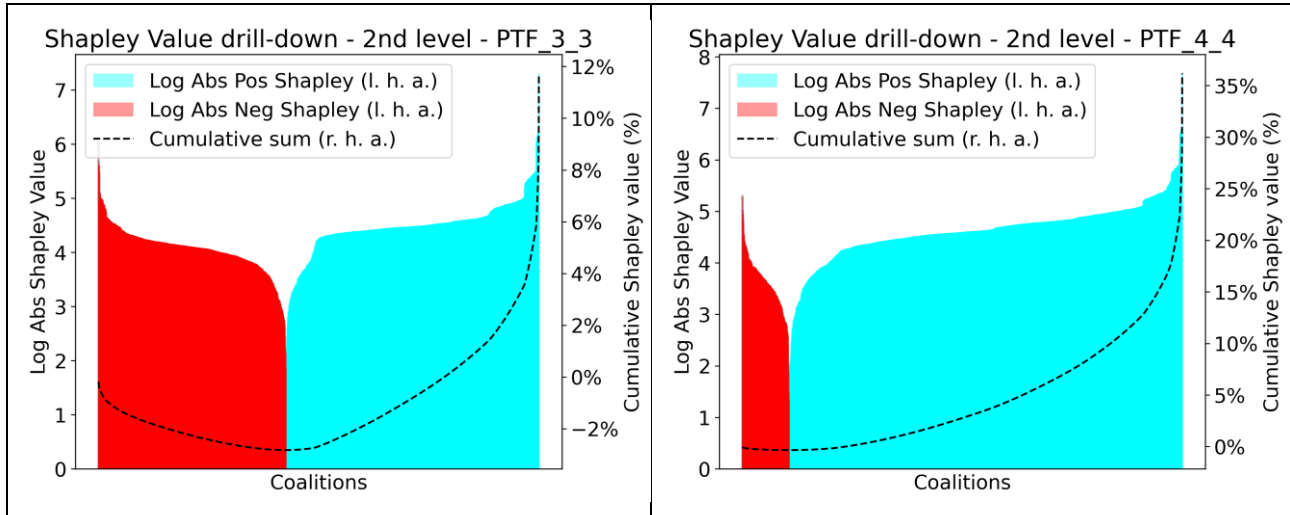 Shapley Value drill-down - 2nd level - PTF_3_3
Log Abs Pos Shapley (l. h. a.)
Log Abs Neg Shapley (l. h. a.)
Cumulative sum (r. h. a.)
Log Abs Shapley Value
7
6
5
4
3
2
1
0
Coalitions
12%
10%
8%
6%
4%
2%
0%
−2%
Cumulative Shapley value (%)
Shapley Value drill-down - 2nd level - PTF_4_4
Log Abs Pos Shapley (l. h. a.)
Log Abs Neg Shapley (l. h. a.)
Cumulative sum (r. h. a.)
Log Abs Shapley Value
8
7
6
5
4
3
2
1
0
Coalitions
35%
30%
25%
20%
15%
10%
5%
0%
Cumulative Shapley value (%)